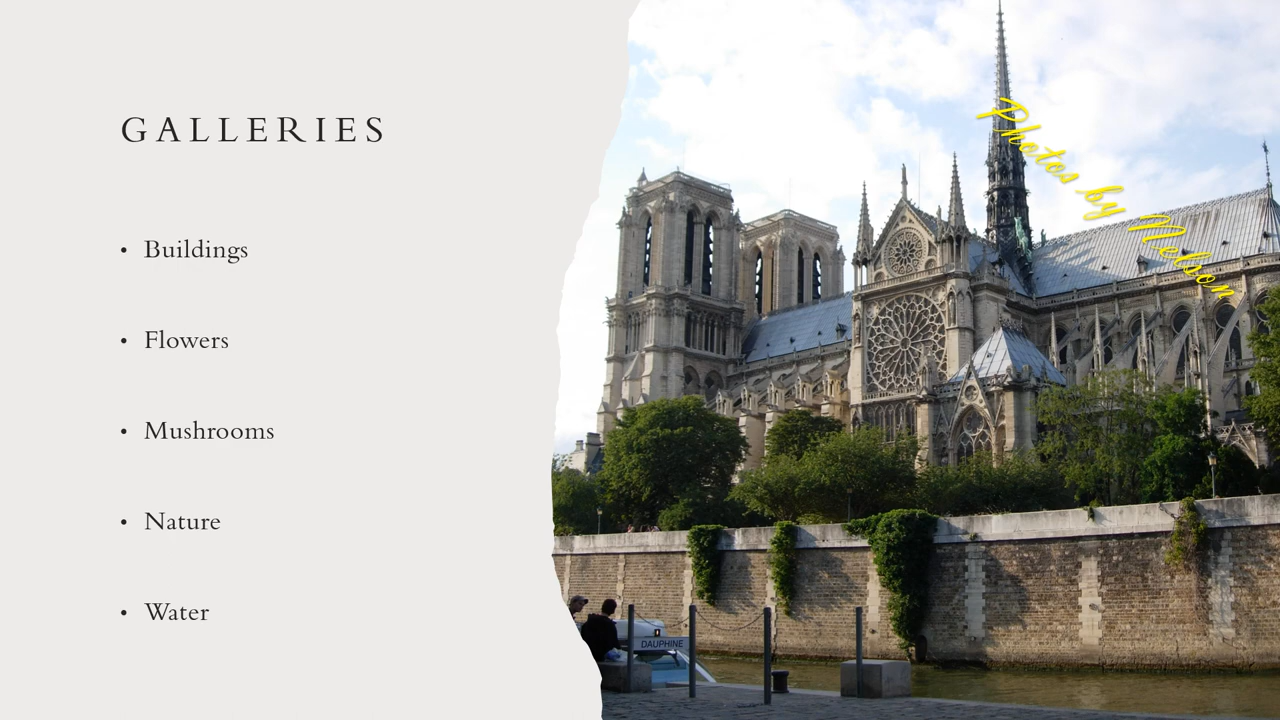 GALLERIES
• Buildings
• Flowers
• Mushrooms
• Nature
• Water
Photos by Nelson
DAUPHINE